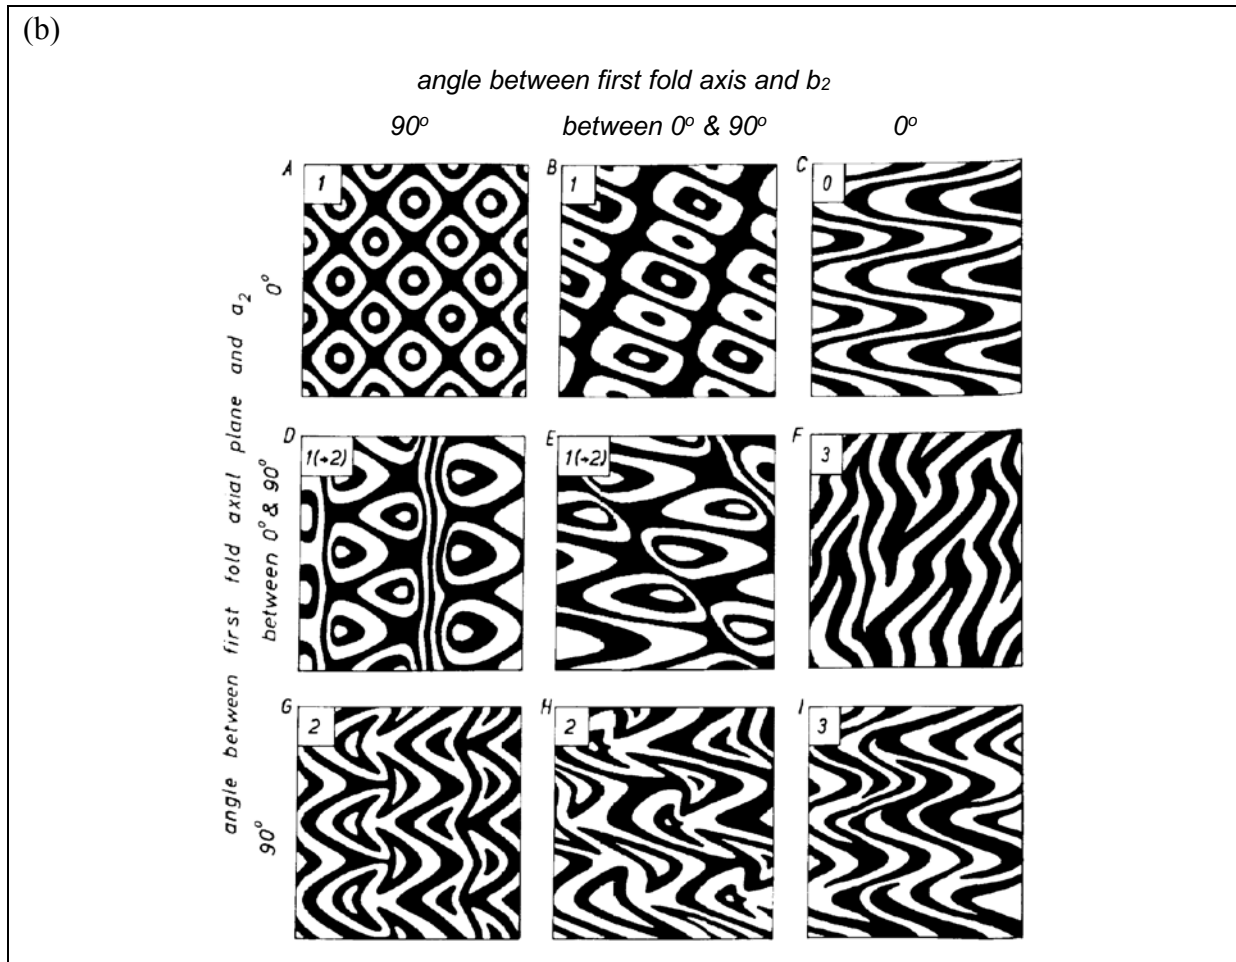 (b)
angle between first fold axis and b2
90° between 0° & 90° 0°
A 1 B 1 C 0
D 1(→2) E 1(→2) F 3
G 2 H 2 I 3
angle between first fold axial plane and a2
0°
between 0° & 90°
90°